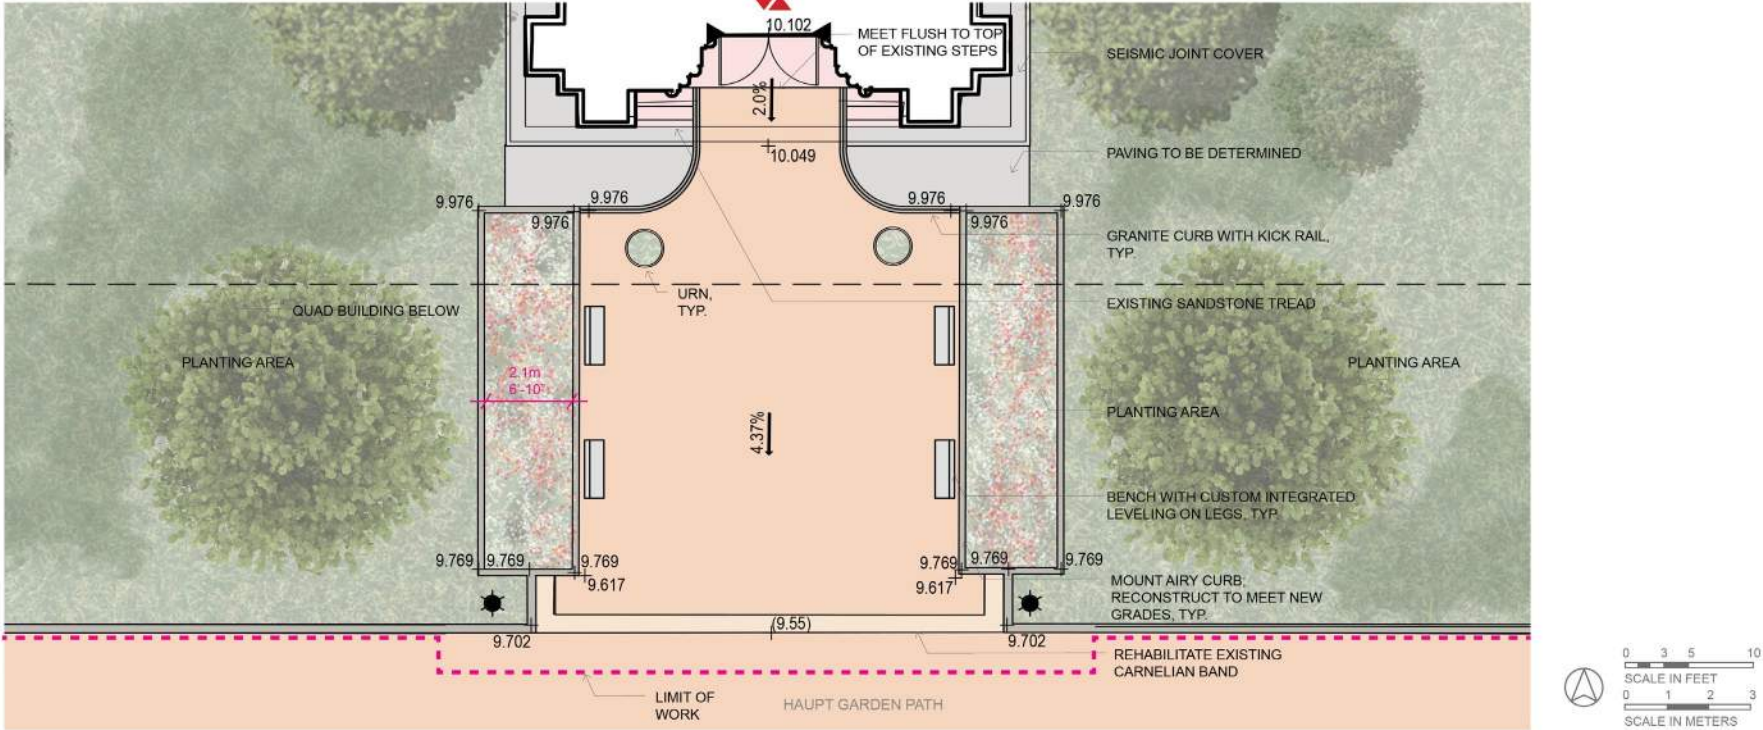 10.102
MEET FLUSH TO TOP
OF EXISTING STEPS
SEISMIC JOINT COVER
2.0%
10.049
PAVING TO BE DETERMINED
9.976
9.976
9.976
9.976
9.976
9.976
GRANITE CURB WITH KICK RAIL,
TYP.
URN,
TYP.
EXISTING SANDSTONE TREAD
QUAD BUILDING BELOW
PLANTING AREA
PLANTING AREA
2.1m
6'-10"
PLANTING AREA
4.37%
BENCH WITH CUSTOM INTEGRATED
LEVELING ON LEGS, TYP.
9.769
9.769
9.769
9.769
9.769
9.769
9.617
9.617
MOUNT AIRY CURB;
RECONSTRUCT TO MEET NEW
GRADES, TYP.
(9.55)
9.702
9.702
REHABILITATE EXISTING
CARNELIAN BAND
LIMIT OF
WORK
HAUPT GARDEN PATH
0 3 5 10
SCALE IN FEET
0 1 2 3
SCALE IN METERS